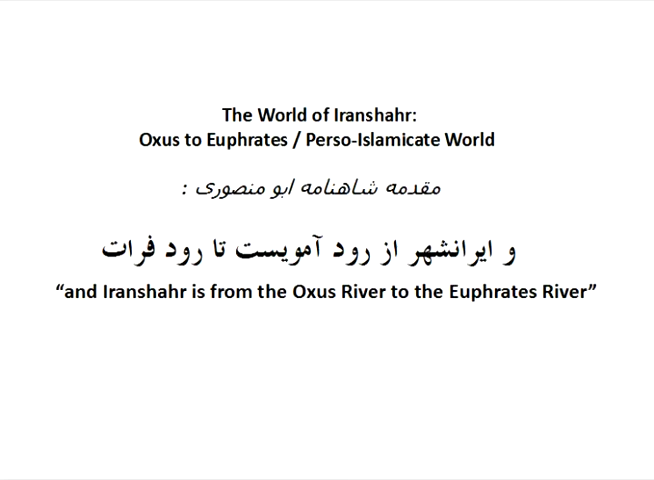 The World of Iranshahr:
Oxus to Euphrates / Perso-Islamicate World
مقدمه شاهنامه ابو منصوری :
و ایرانشهر از رود آمویست تا رود فرات
“and Iranshahr is from the Oxus River to the Euphrates River”